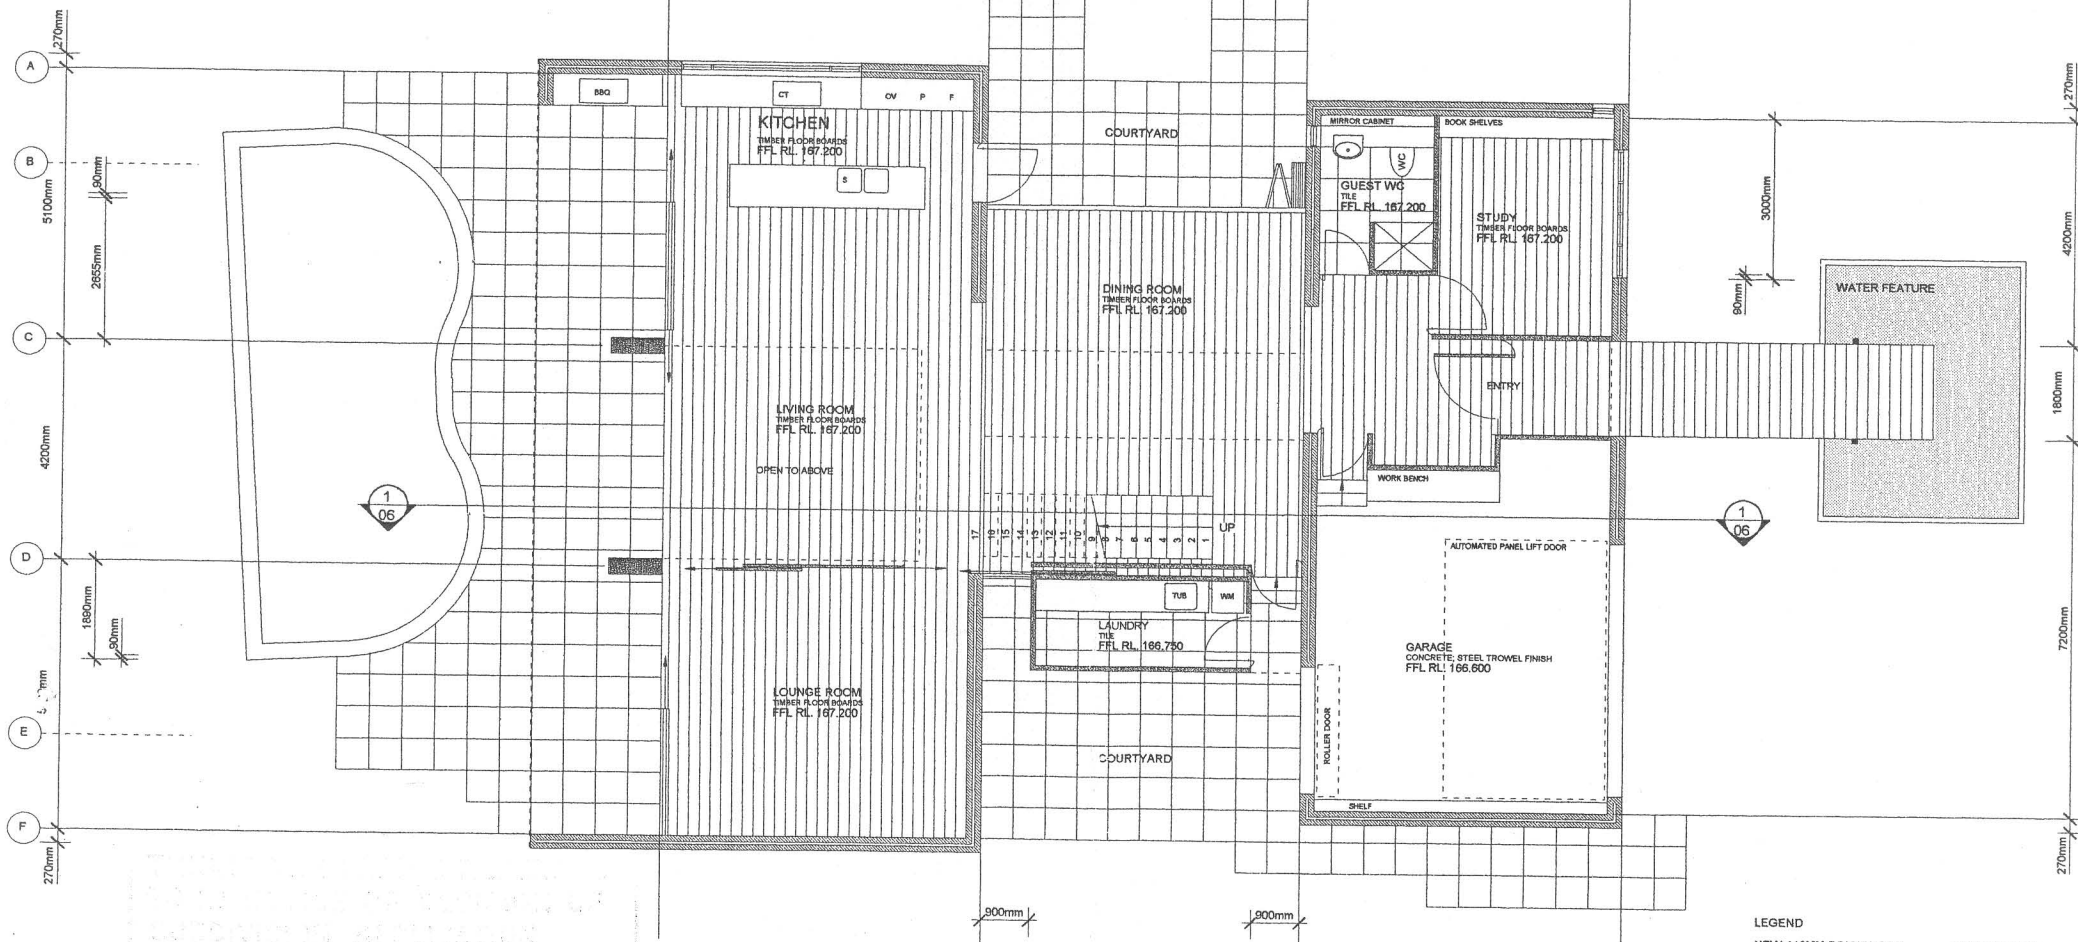 270mm
A
B
C
D
E
F
5100mm
90mm
2655mm
4200mm
1890mm
90mm
270mm
BBQ
CT
OV
P
F
KITCHEN
TIMBER FLOOR BOARDS
FFL RL. 167.200
S
COURTYARD
MIRROR CABINET
BOOK SHELVES
WC
GUEST WC
TILE
FFL RL. 167.200
STUDY
TIMBER FLOOR BOARDS
FFL RL. 167.200
DINING ROOM
TIMBER FLOOR BOARDS
FFL RL. 167.200
ENTRY
WATER FEATURE
LIVING ROOM
TIMBER FLOOR BOARDS
FFL RL. 167.200
OPEN TO ABOVE
1
06
WORK BENCH
1
06
17 16 15 14 13 12 11 10 9 8 7 6 5 4 3 2 1
UP
AUTOMATED PANEL LIFT DOOR
TUB
WM
LAUNDRY
TILE
FFL RL. 166.750
GARAGE
CONCRETE; STEEL TROWEL FINISH
FFL RL. 166.600
LOUNGE ROOM
TIMBER FLOOR BOARDS
FFL RL. 167.200
ROLLER DOOR
COURTYARD
SHELF
900mm
900mm
270mm
3000mm
90mm
4200mm
1800mm
7200mm
270mm
LEGEND